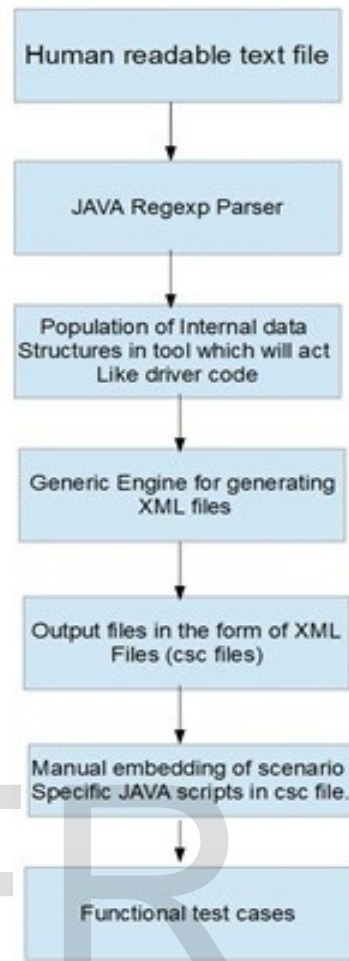 Human readable text file
JAVA Regexp Parser
Population of Internal data
Structures in tool which will act
Like driver code
Generic Engine for generating
XML files
Output files in the form of XML
Files (csc files)
Manual embedding of scenario
Specific JAVA scripts in csc file.
Functional test cases